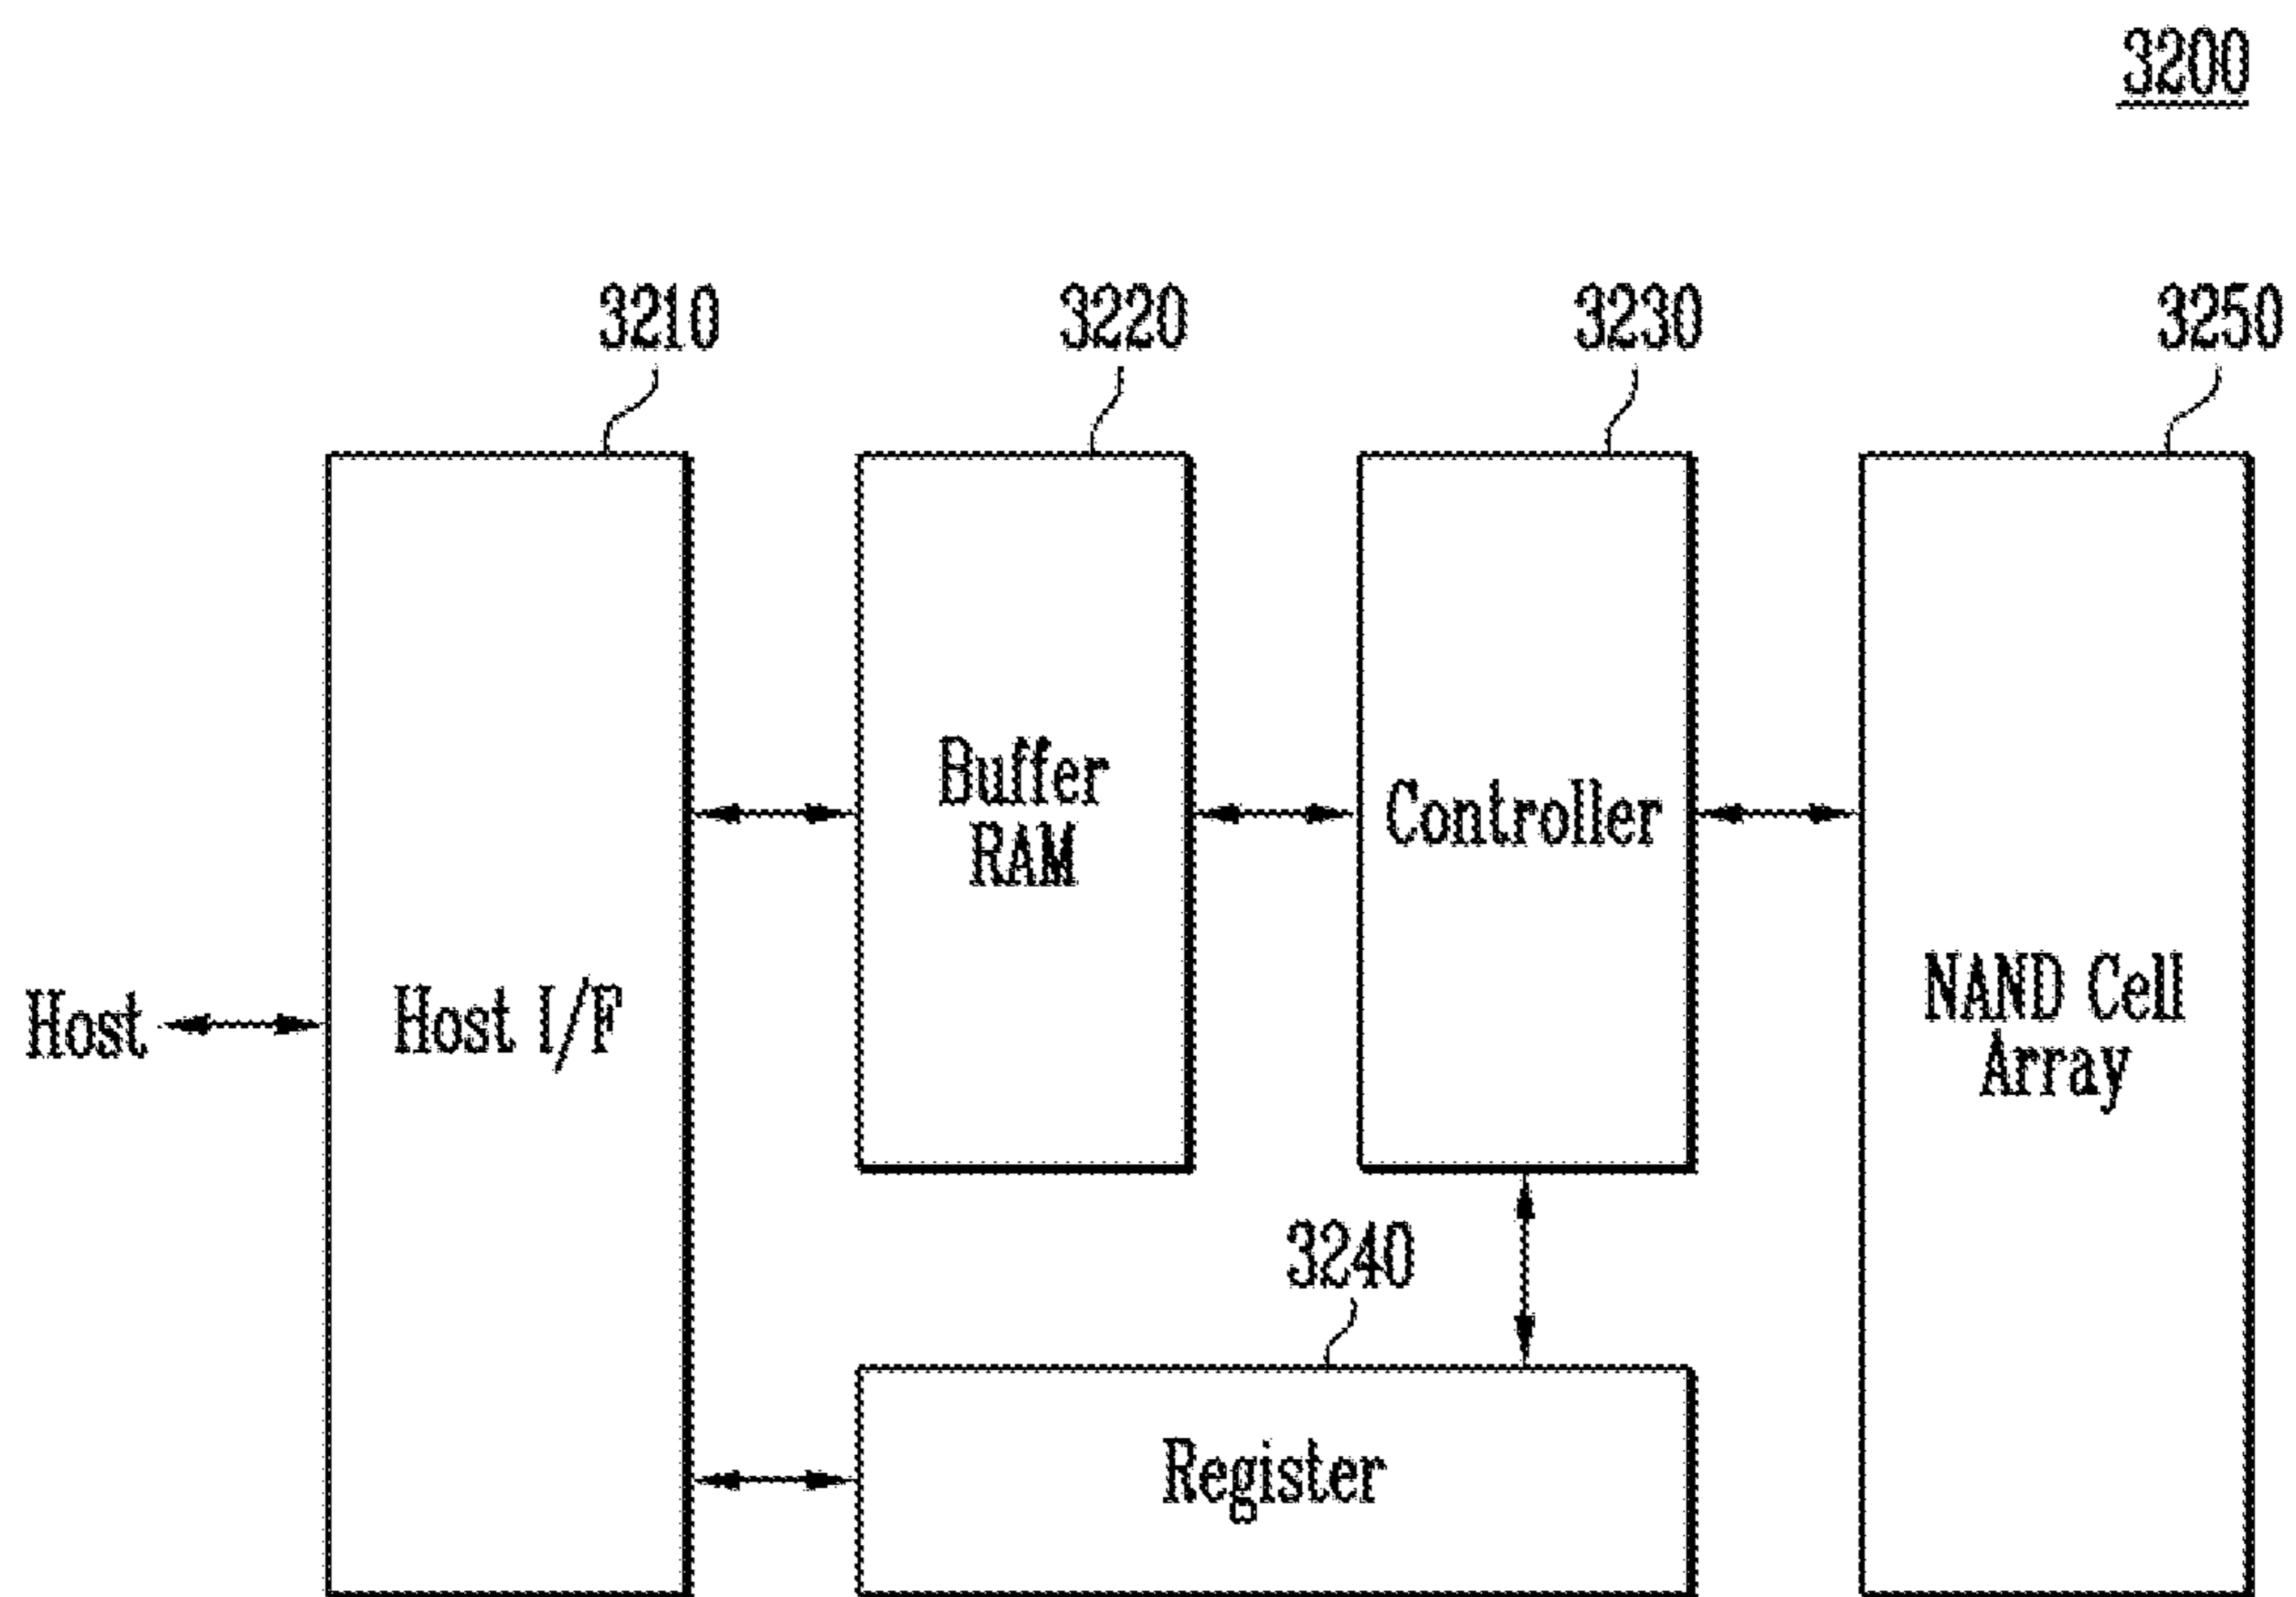 3200
3210
3220
3230
3250
Buffer
RAM
Controller
Host
Host I/F
NAND Cell
Array
3240
Register